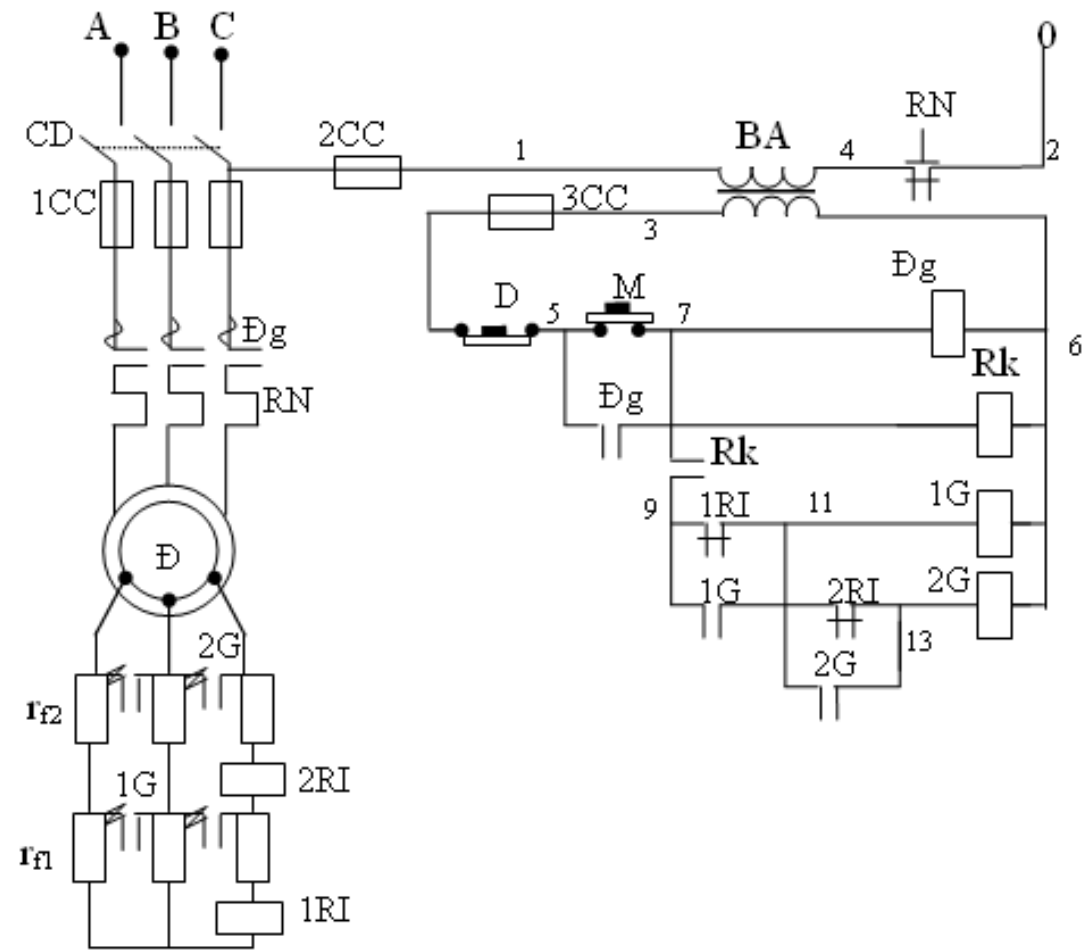 A B C 0
CD 2CC 1 BA 4 RN 2
1CC 3CC 3
Đg D 5 M 7 Đg 6
RN Đg Rk
Rk
9 1RI 11 1G
Đ 1G 2RI 2G
2G 13
2G
rf2
1G 2RI
rf1
1RI